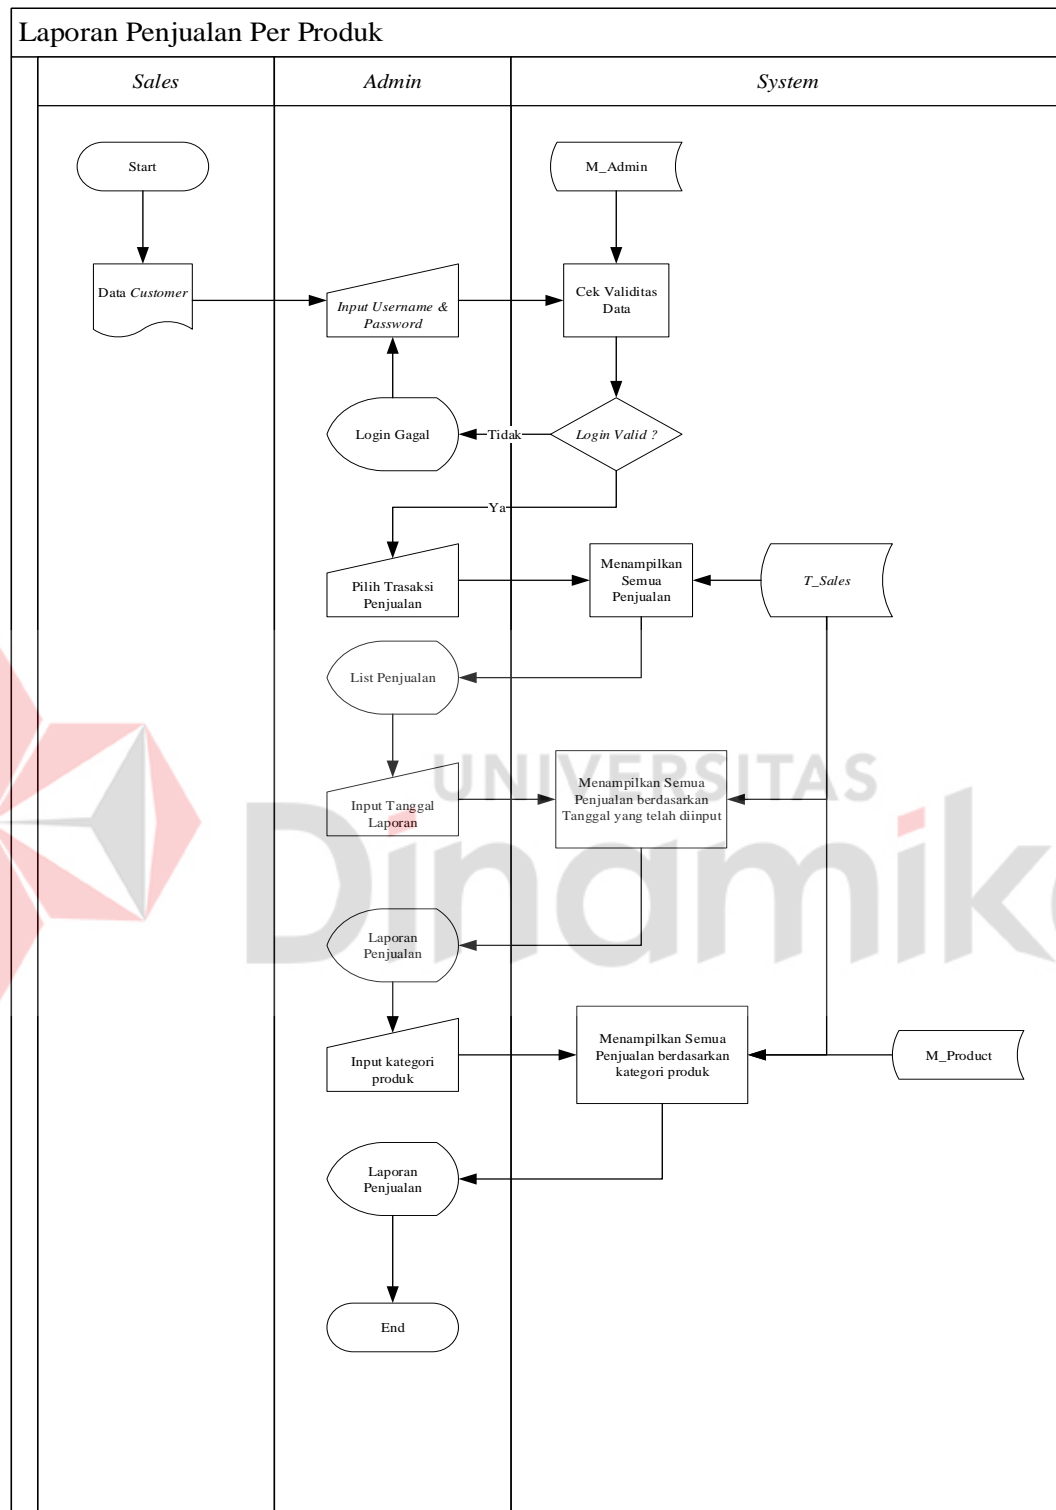 Laporan Penjualan Per Produk
Sales
Admin
System
Start
M_Admin
Data Customer
Input Username &
Password
Cek Validitas
Data
Login Gagal
Tidak
Login Valid ?
Ya
Pilih Trasaksi
Penjualan
Menampilkan
Semua
Penjualan
T_Sales
List Penjualan
UNIVERSITAS
Dinamika
Input Tanggal
Laporan
Menampilkan Semua
Penjualan berdasarkan
Tanggal yang telah diinput
Laporan
Penjualan
Input kategori
produk
Menampilkan Semua
Penjualan berdasarkan
kategori produk
M_Product
Laporan
Penjualan
End